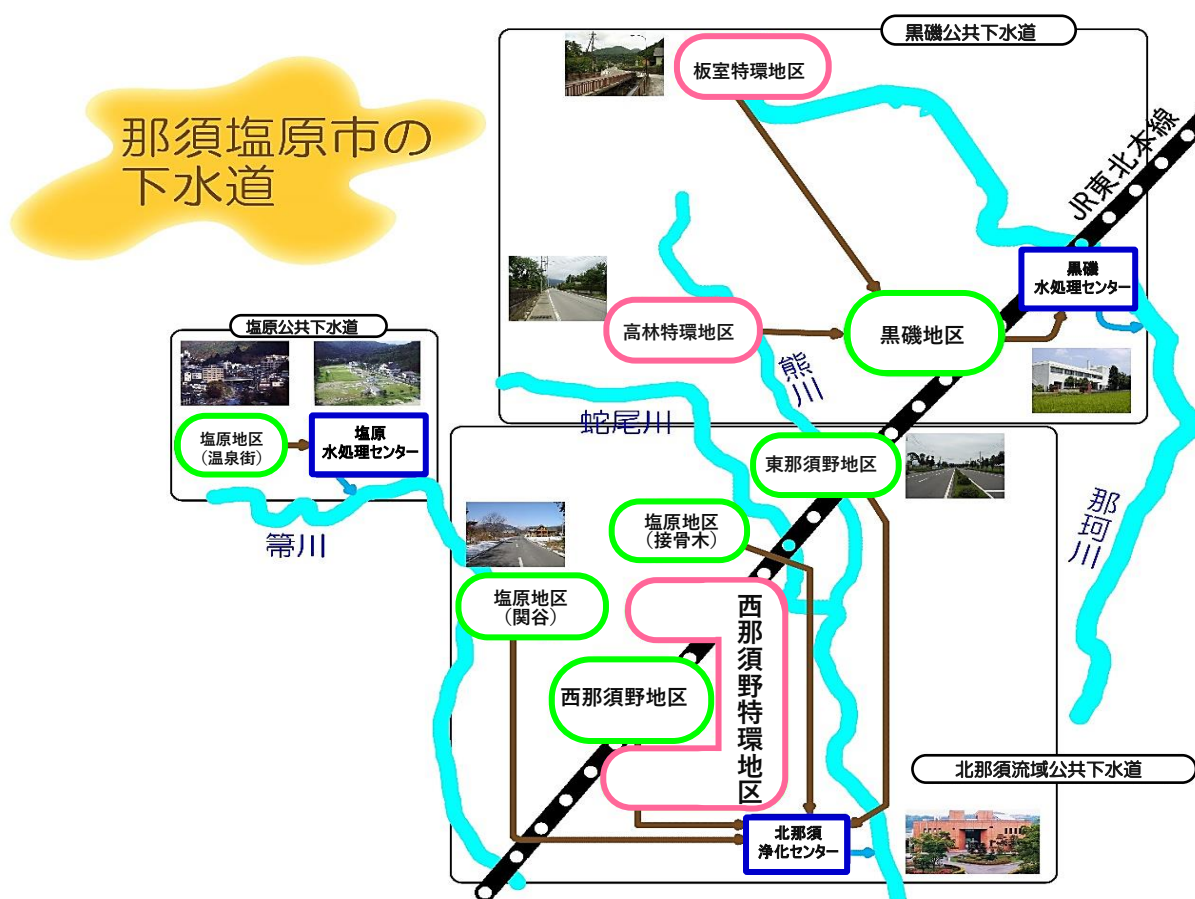 那須塩原市の
下水道
黒磯公共下水道
板室特環地区
JR東北本線
黒磯
水処理センター
高林特環地区
黒磯地区
熊川
塩原公共下水道
塩原地区
(温泉街)
塩原
水処理センター
蛇尾川
東那須野地区
那珂川
箒川
塩原地区
(接骨木)
塩原地区
(関谷)
西那須野特環地区
西那須野地区
北那須流域公共下水道
北那須
浄化センター